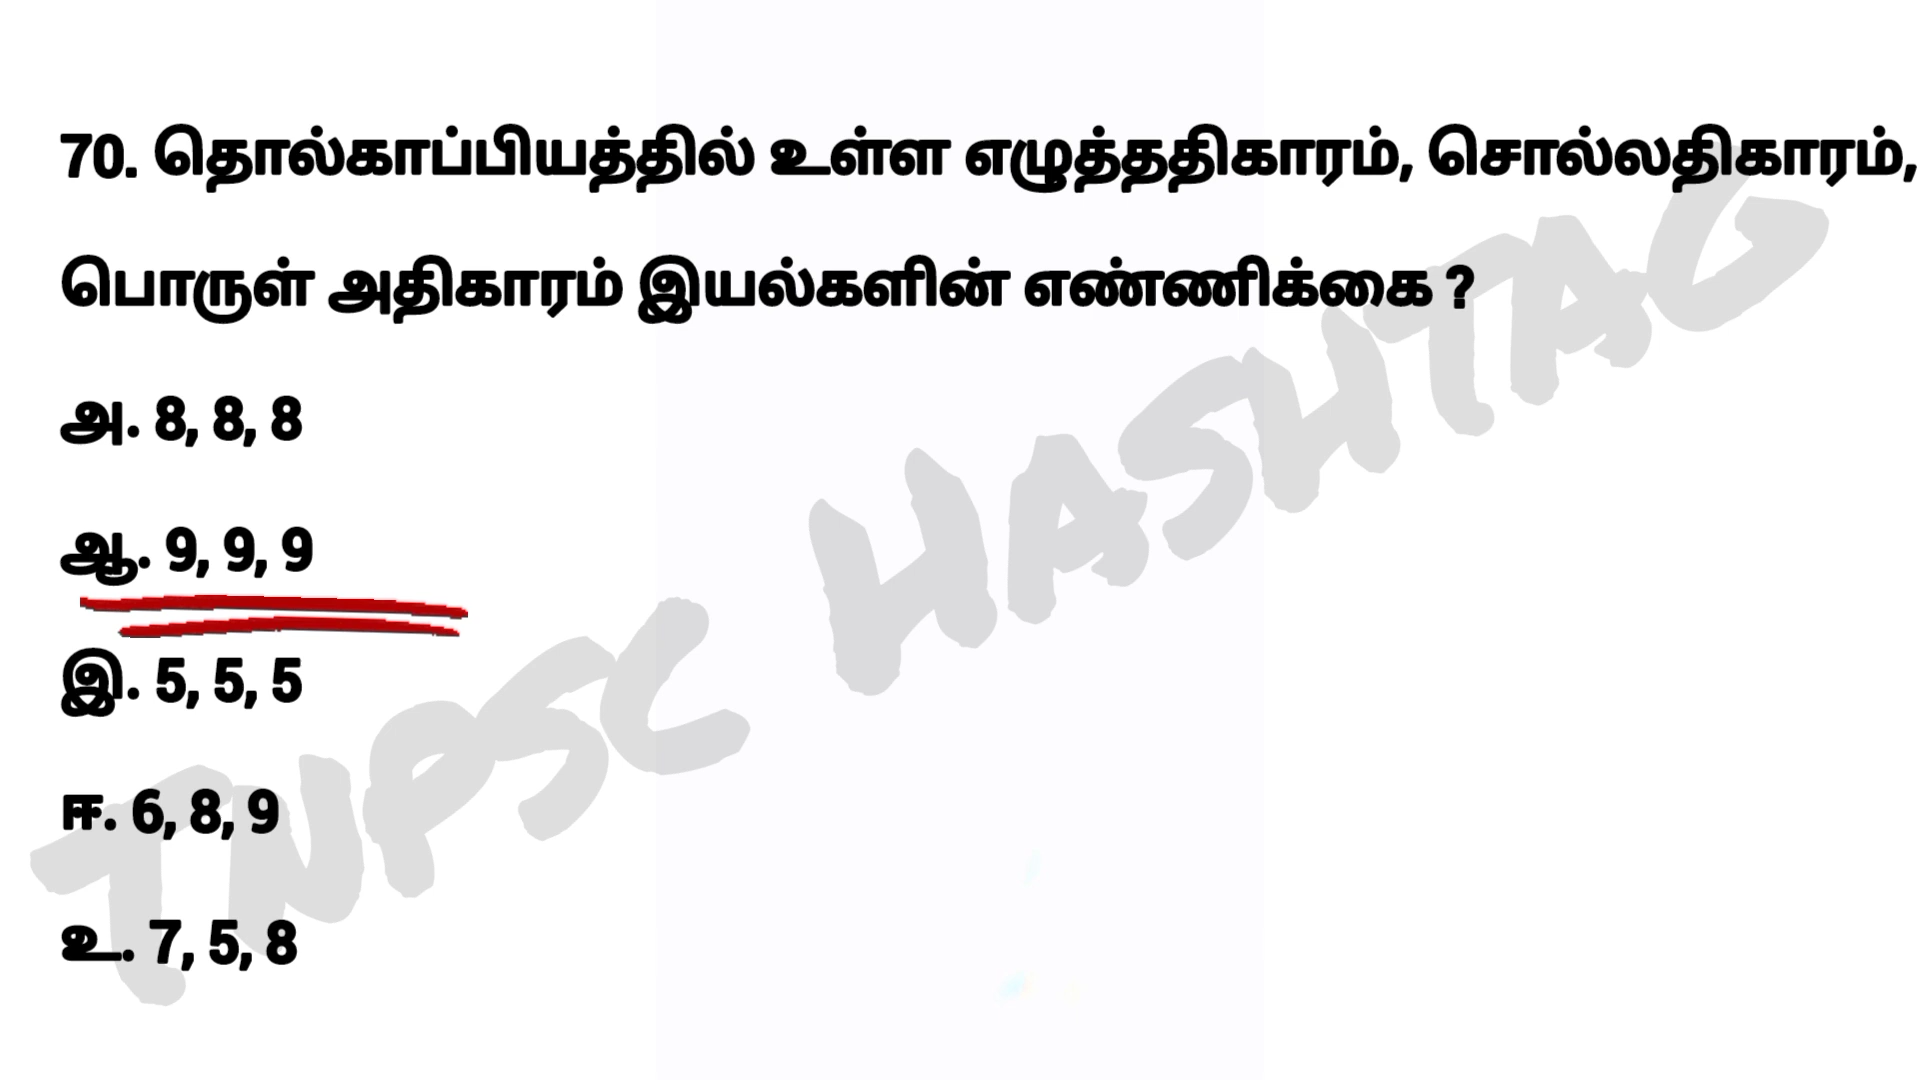 70. தொல்காப்பியத்தில் உள்ள எழுத்ததிகாரம், சொல்லதிகாரம்,
பொருள் அதிகாரம் இயல்களின் எண்ணிக்கை ?
அ. 8, 8, 8
ஆ. 9, 9, 9
இ. 5, 5, 5
ஈ. 6, 8, 9
உ. 7, 5, 8
TNPSC HASHTAG